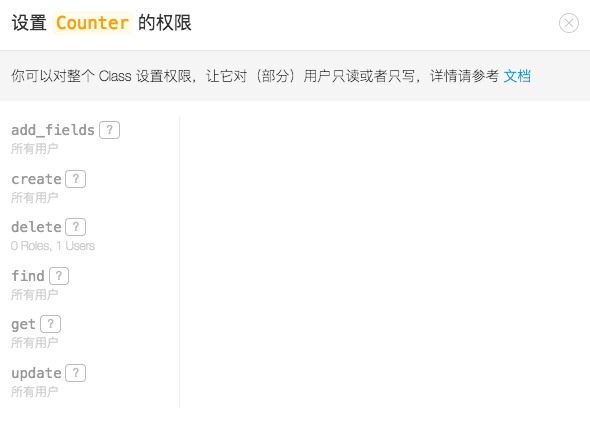 设置 Counter 的权限
你可以对整个 Class 设置权限，让它对（部分）用户只读或者只写，详情请参考 文档
add_fields ?
所有用户
create ?
所有用户
delete ?
0 Roles, 1 Users
find ?
所有用户
get ?
所有用户
update ?
所有用户